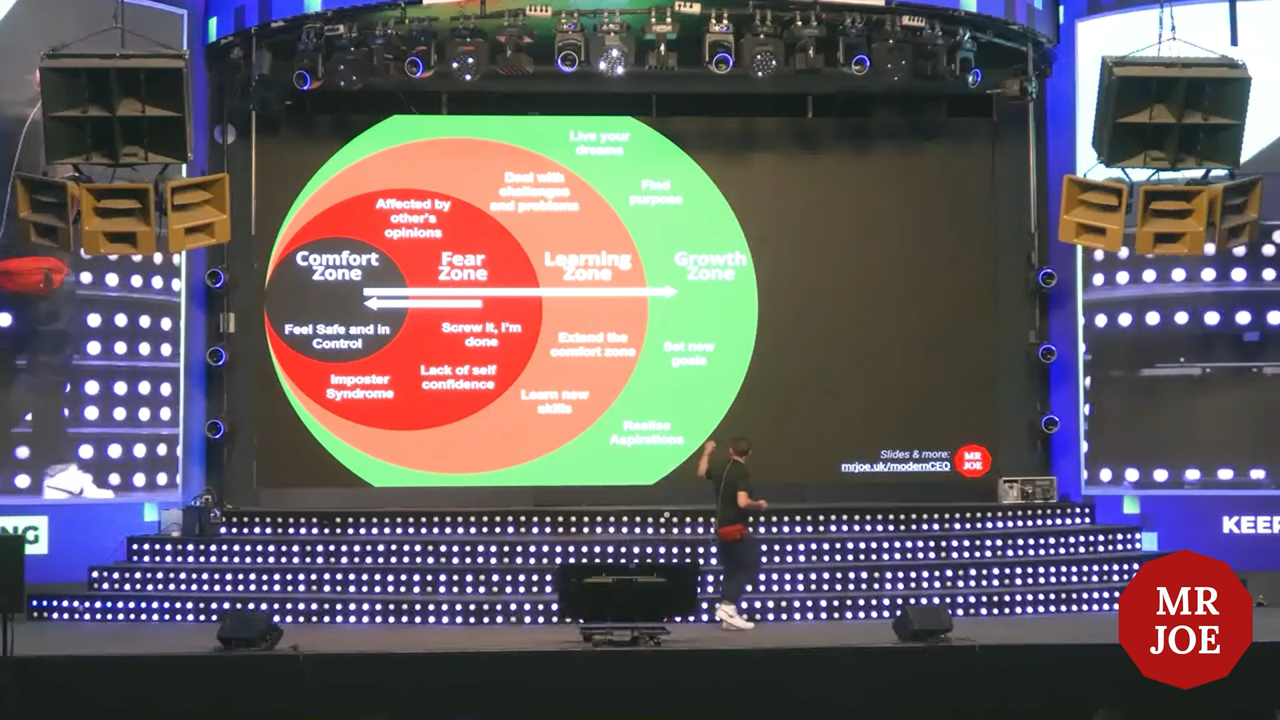 Live your
dreams
Find
purpose
Deal with
challenges
and problems
Affected by
other's
opinions
Comfort
Zone
Fear
Zone
Learning
Zone
Growth
Zone
Feel Safe and in
Control
Screw it, I'm
done
Extend the
comfort zone
Set new
goals
Imposter
Syndrome
Lack of self
confidence
Learn new
skills
Realise
Aspirations
Slides & more:
mrjoe.uk/modernCEO
MR
JOE
NG
KEEP
MR
JOE